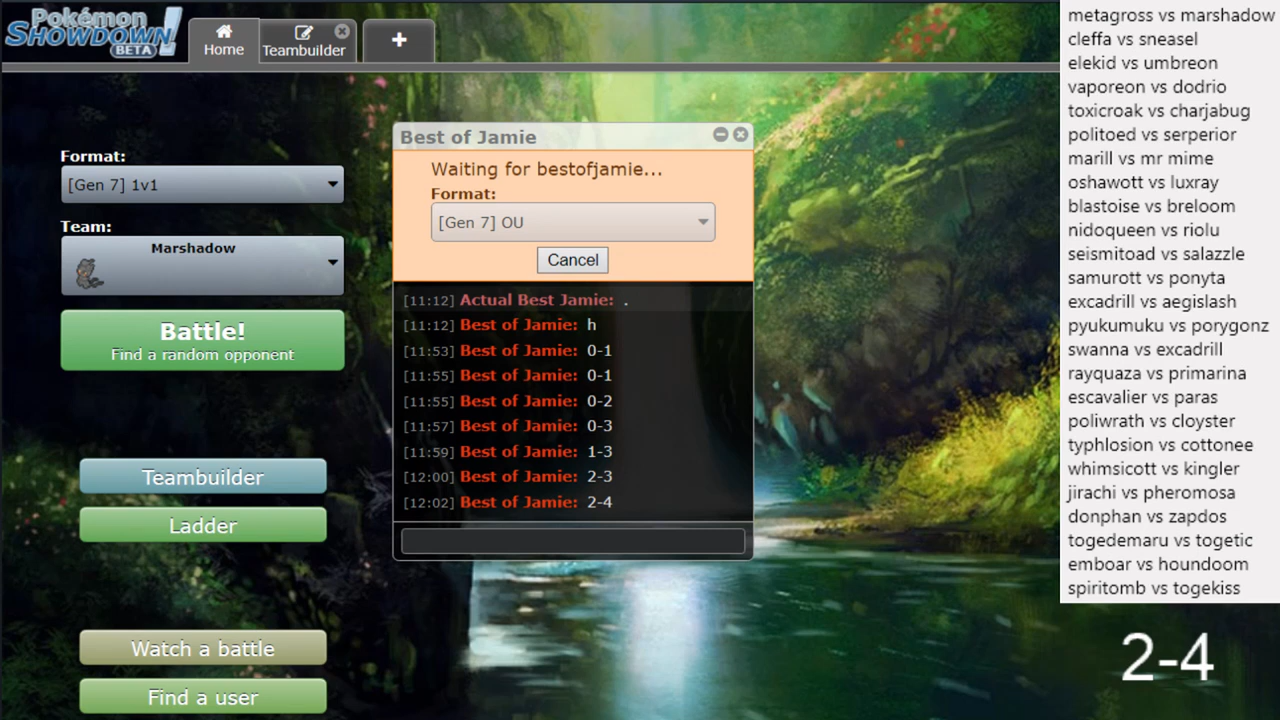 Pokémon
SHOWDOWN!
BETA
Home
Teambuilder
+
Format:
[Gen 7] 1v1
Team:
Marshadow
Battle!
Find a random opponent
Teambuilder
Ladder
Watch a battle
Find a user
Best of Jamie
Waiting for bestofjamie...
Format:
[Gen 7] OU
Cancel
[11:12] Actual Best Jamie: .
[11:12] Best of Jamie: h
[11:53] Best of Jamie: 0-1
[11:55] Best of Jamie: 0-1
[11:55] Best of Jamie: 0-2
[11:57] Best of Jamie: 0-3
[11:59] Best of Jamie: 1-3
[12:00] Best of Jamie: 2-3
[12:02] Best of Jamie: 2-4
metagross vs marshadow
cleffa vs sneasel
elekid vs umbreon
vaporeon vs dodrio
toxicroak vs charjabug
politoed vs serperior
marill vs mr mime
oshawott vs luxray
blastoise vs breloom
nidoqueen vs riolu
seismitoad vs salazzle
samurott vs ponyta
excadrill vs aegislash
pyukumuku vs porygonz
swanna vs excadrill
rayquaza vs primarina
escavalier vs paras
poliwrath vs cloyster
typhlosion vs cottonee
whimsicott vs kingler
jirachi vs pheromosa
donphan vs zapdos
togedemaru vs togetic
emboar vs houndoom
spiritomb vs togekiss
2-4